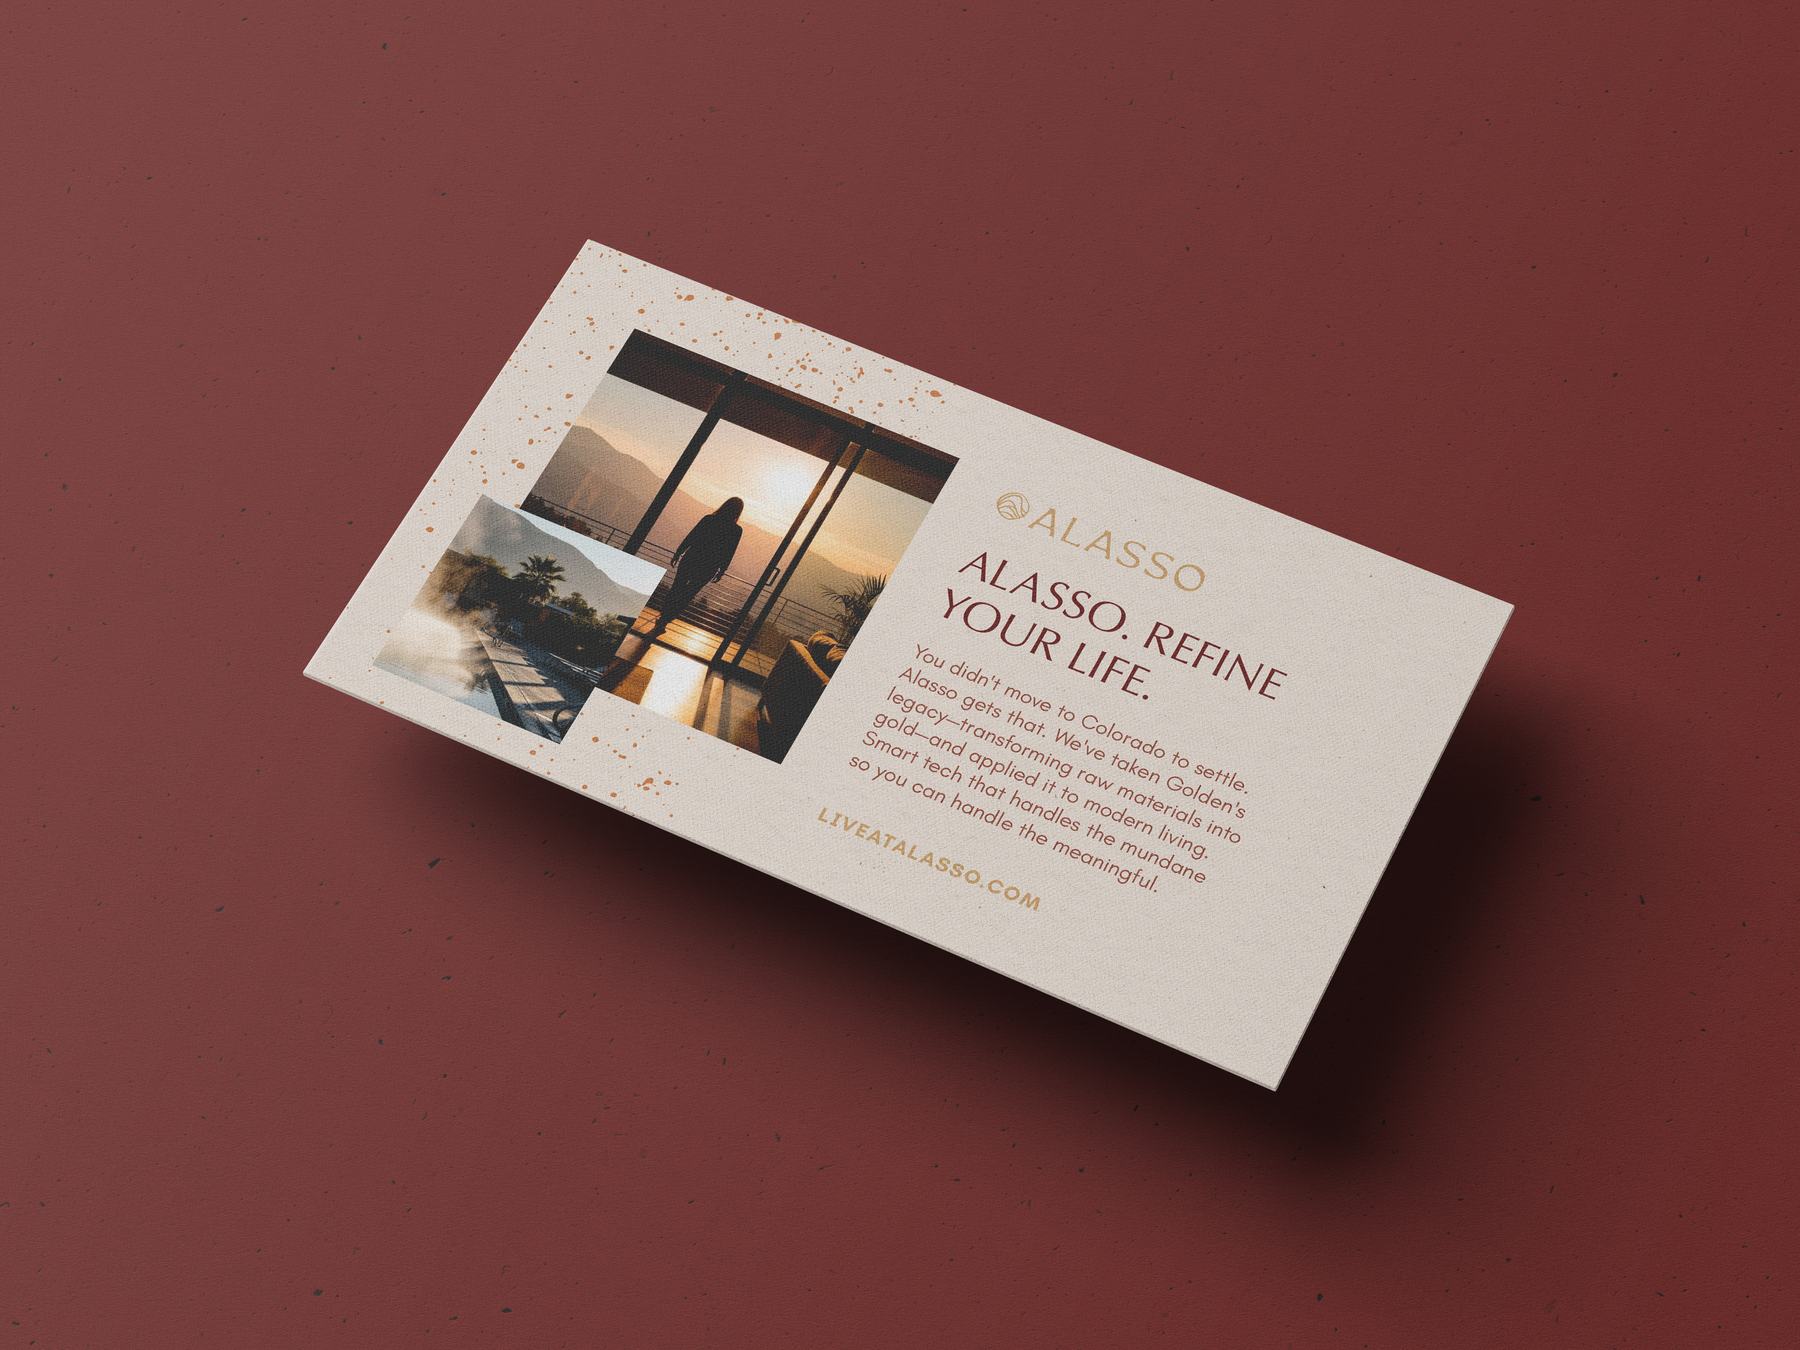 ALASSO
ALASSO. REFINE
YOUR LIFE.
You didn't move to Colorado to settle.
Alasso gets that. We've taken Golden's
legacy—transforming raw materials into
gold—and applied it to modern living.
Smart tech that handles the mundane
so you can handle the meaningful.
LIVEATALASSO.COM